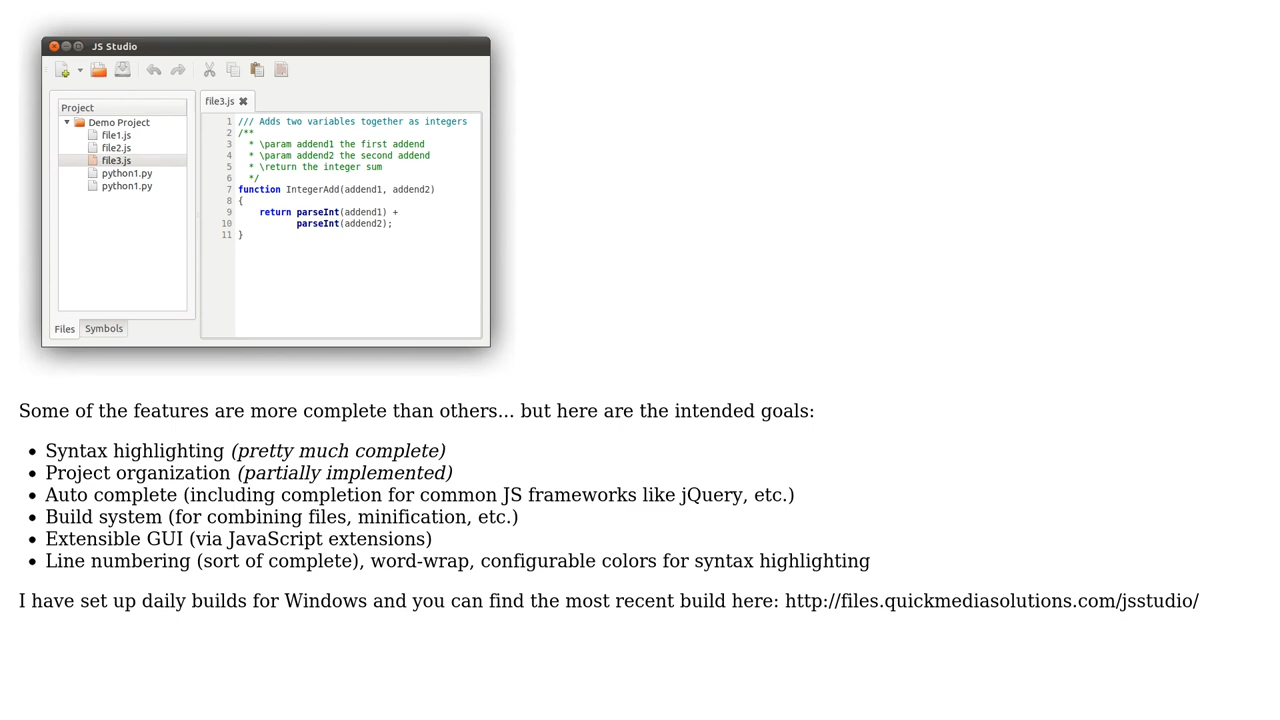 JS Studio
Project
Demo Project
file1.js
file2.js
file3.js
python1.py
python1.py
Files Symbols
file3.js
1 /// Adds two variables together as integers
2 /**
3 * \param addend1 the first addend
4 * \param addend2 the second addend
5 * \return the integer sum
6 */
7 function IntegerAdd(addend1, addend2)
8 {
9 return parseInt(addend1) +
10 parseInt(addend2);
11 }
Some of the features are more complete than others... but here are the intended goals:
• Syntax highlighting (pretty much complete)
• Project organization (partially implemented)
• Auto complete (including completion for common JS frameworks like jQuery, etc.)
• Build system (for combining files, minification, etc.)
• Extensible GUI (via JavaScript extensions)
• Line numbering (sort of complete), word-wrap, configurable colors for syntax highlighting
I have set up daily builds for Windows and you can find the most recent build here: http://files.quickmediasolutions.com/jsstudio/